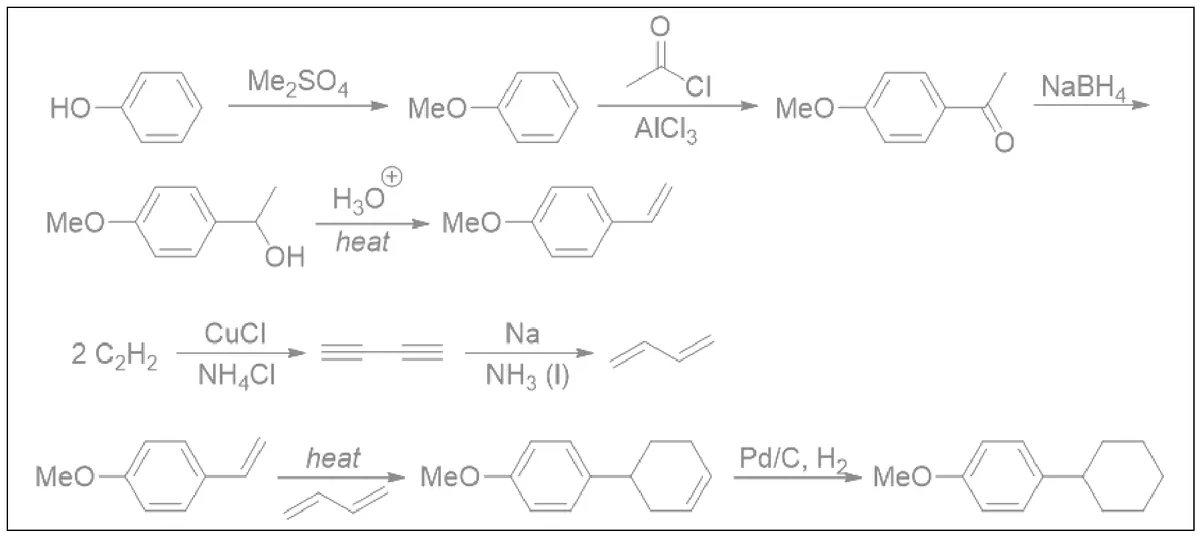 HO Me₂SO₄ MeO O Cl AlCl₃ MeO O NaBH₄
MeO OH H₃O⊕ heat MeO
2 C₂H₂ CuCl NH₄Cl Na NH₃ (l)
MeO heat MeO Pd/C, H₂ MeO